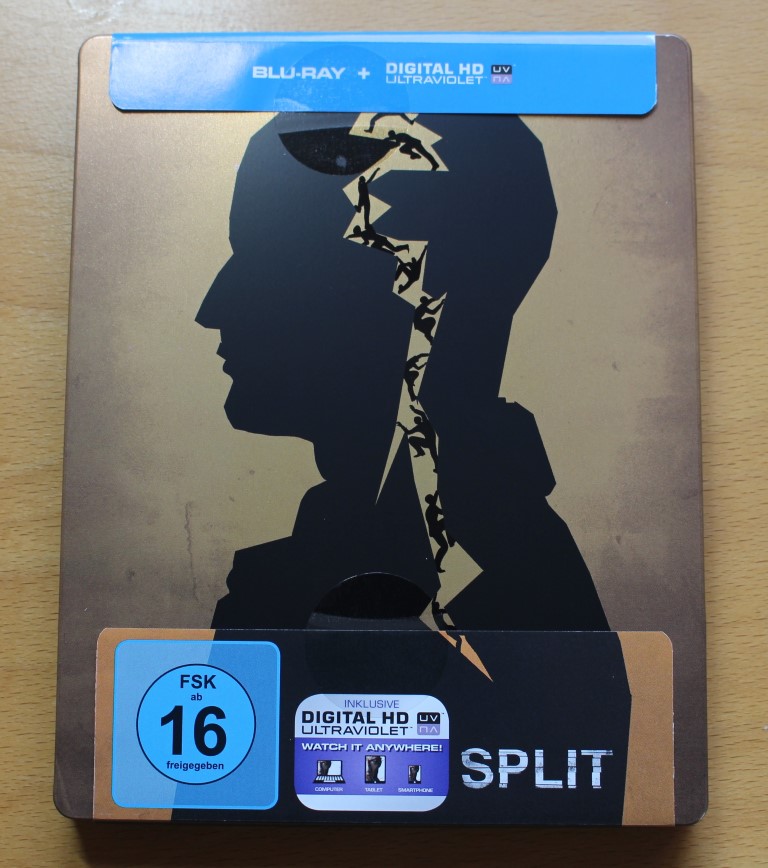 BLU-RAY + DIGITAL HD UV
ULTRAVIOLET
FSK
ab
16
freigegeben
INKLUSIVE
DIGITAL HD UV
ULTRAVIOLET
WATCH IT ANYWHERE!
COMPUTER TABLET SMARTPHONE
SPLIT